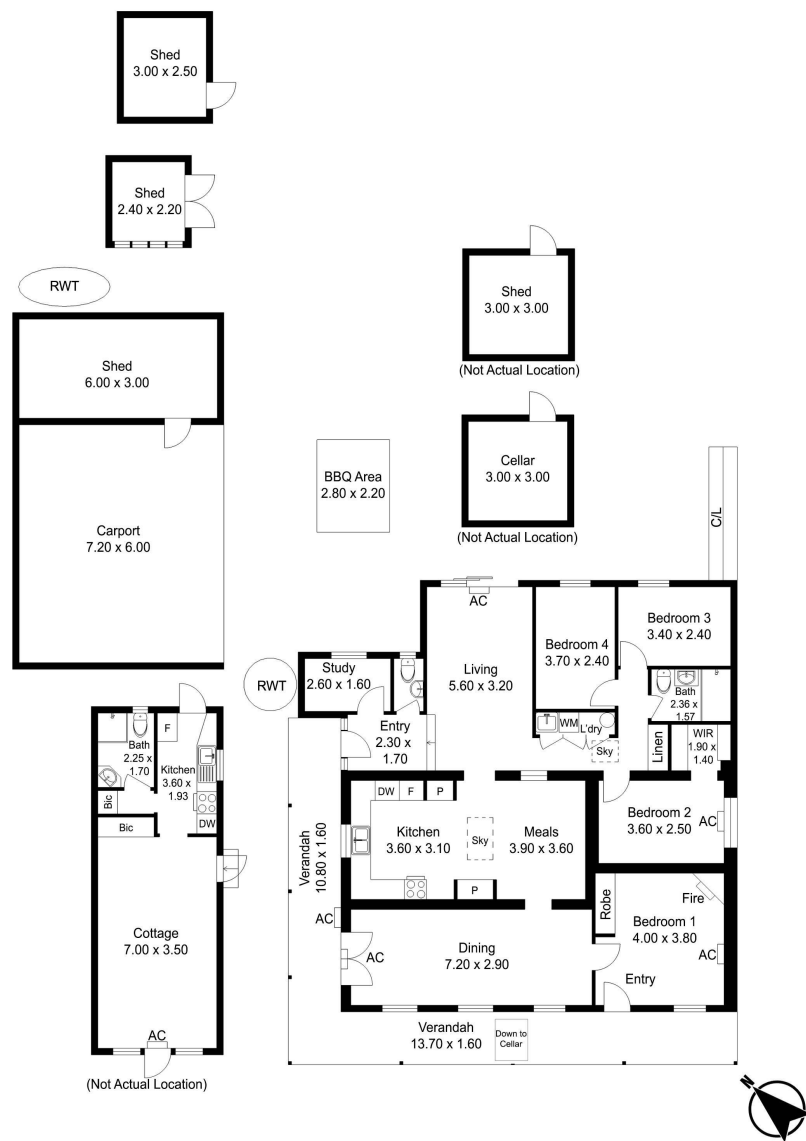 Shed
3.00 x 2.50
Shed
2.40 x 2.20
RWT
Shed
6.00 x 3.00
Carport
7.20 x 6.00
Shed
3.00 x 3.00
(Not Actual Location)
Cellar
3.00 x 3.00
(Not Actual Location)
BBQ Area
2.80 x 2.20
C/L
AC
Bedroom 3
3.40 x 2.40
Bedroom 4
3.70 x 2.40
Living
5.60 x 3.20
Study
2.60 x 1.60
RWT
Bath
2.36 x
1.57
Entry
2.30 x
1.70
WM
L'dry
Sky
Linen
WIR
1.90 x
1.40
Bath
2.25 x
1.70
F
Kitchen
3.60 x
1.93
DW
Bic
Bic
Cottage
7.00 x 3.50
AC
(Not Actual Location)
Verandah
10.80 x 1.60
DW
F
P
Kitchen
3.60 x 3.10
Sky
Meals
3.90 x 3.60
P
Bedroom 2
3.60 x 2.50
AC
AC
AC
Dining
7.20 x 2.90
Robe
Fire
Bedroom 1
4.00 x 3.80
AC
Entry
Verandah
13.70 x 1.60
Down to
Cellar
N